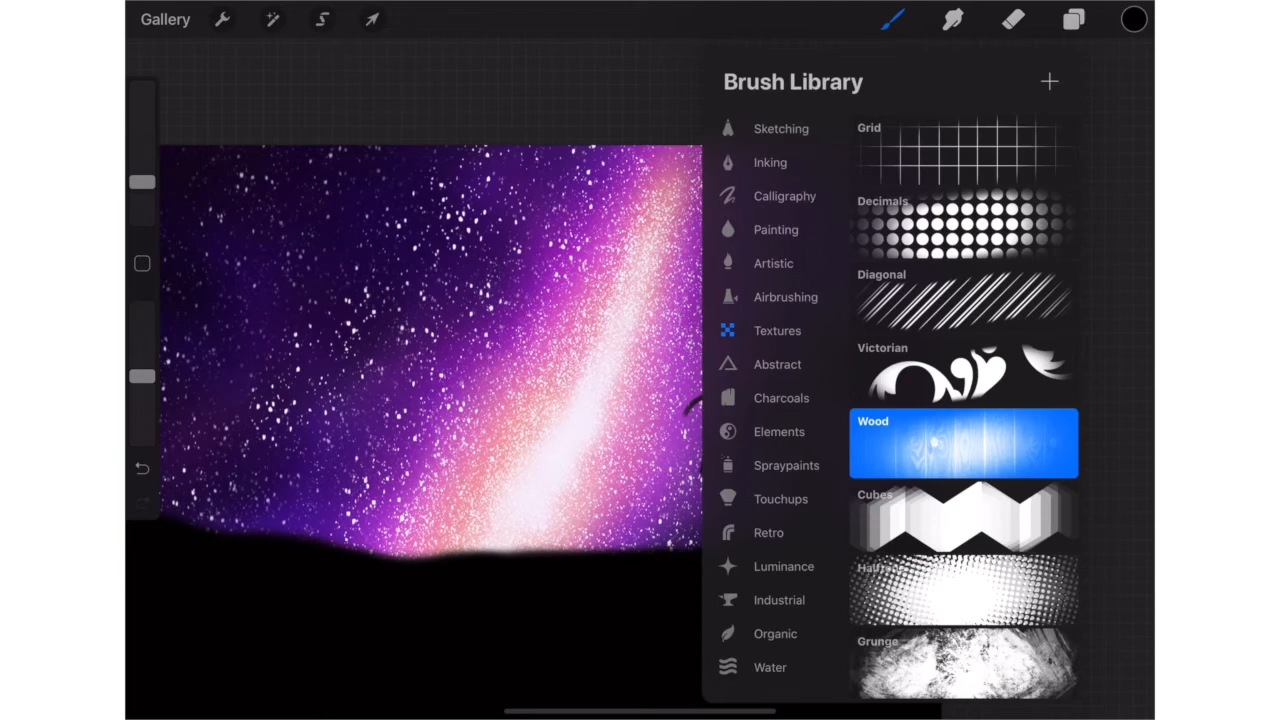 Gallery
Brush Library
Sketching
Inking
Calligraphy
Painting
Artistic
Airbrushing
Textures
Abstract
Charcoals
Elements
Spraypaints
Touchups
Retro
Luminance
Industrial
Organic
Water
Grid
Decimals
Diagonal
Victorian
Wood
Cubes
Halftone
Grunge